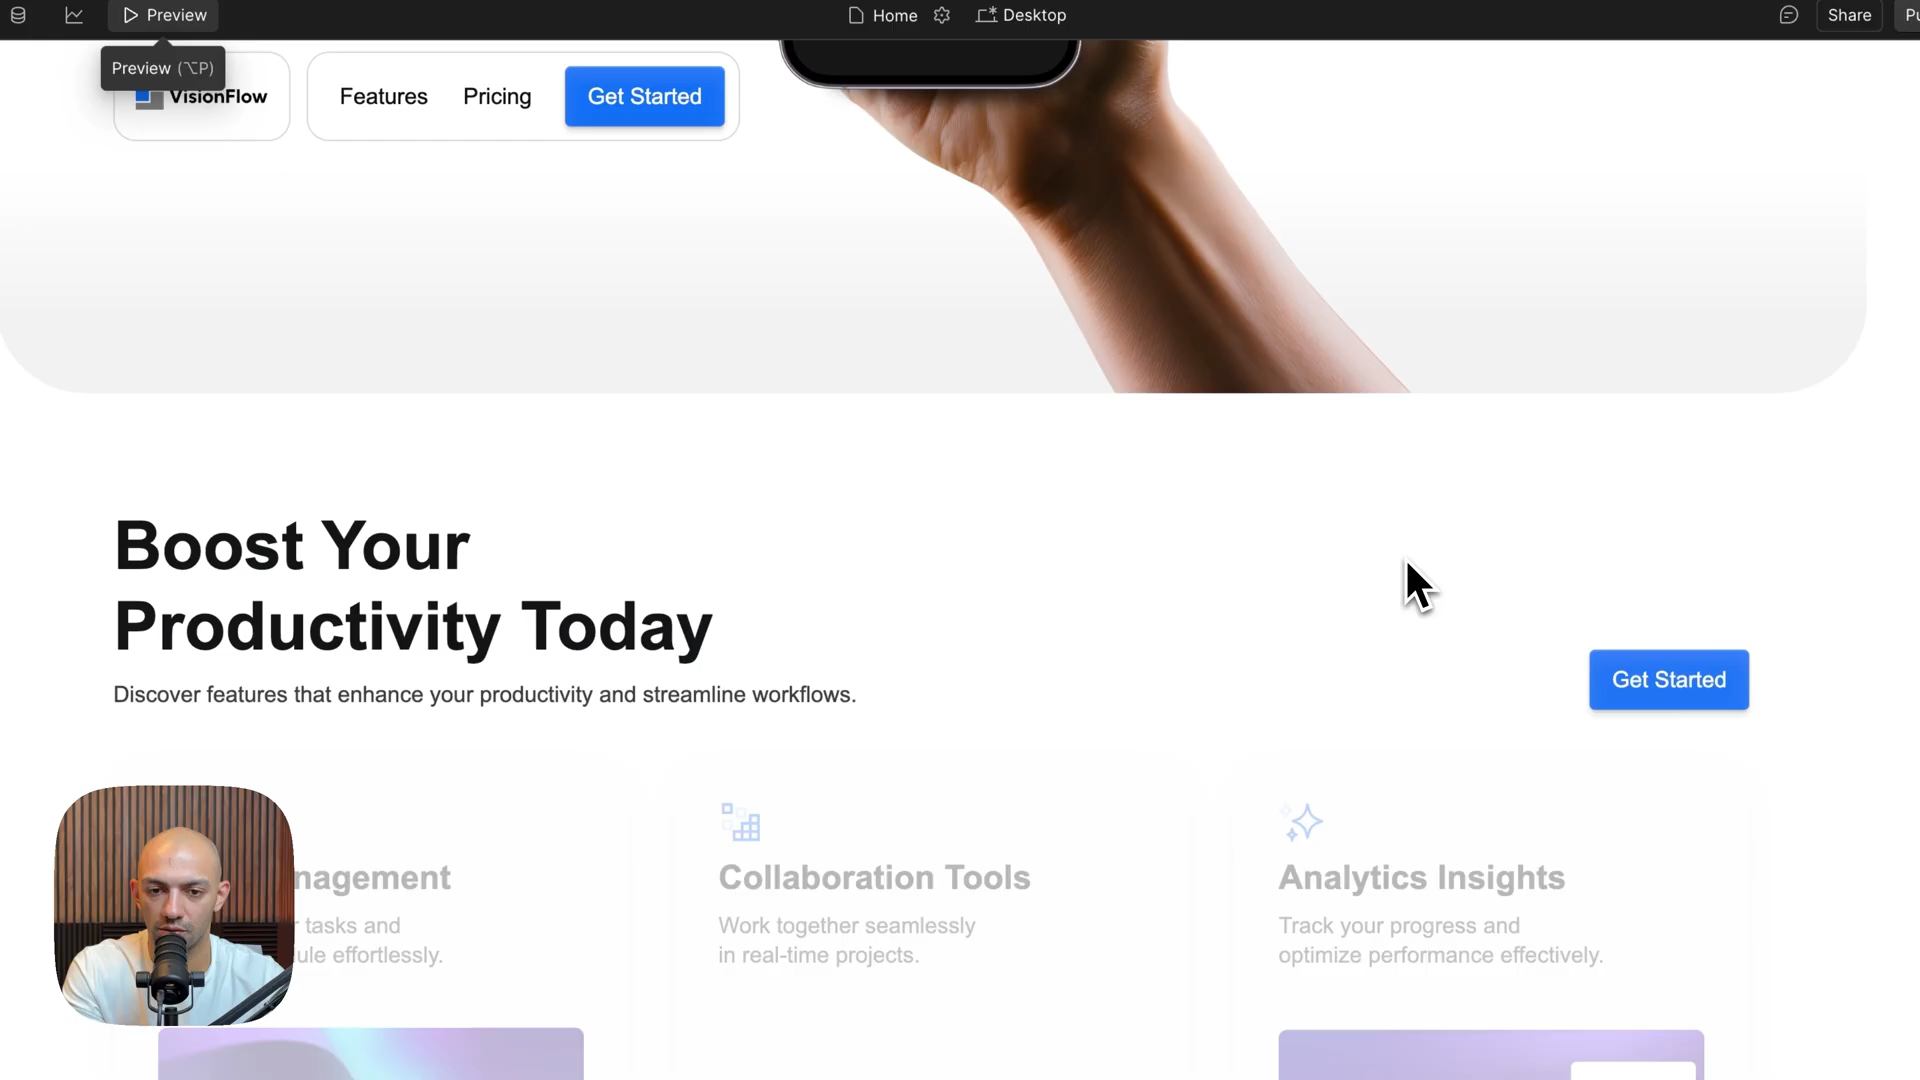 Preview
Home
Desktop
Share
Preview (⌥P)
VisionFlow
Features
Pricing
Get Started
Boost Your
Productivity Today
Discover features that enhance your productivity and streamline workflows.
Get Started
tasks and
effortlessly.
Collaboration Tools
Work together seamlessly
in real-time projects.
Analytics Insights
Track your progress and
optimize performance effectively.